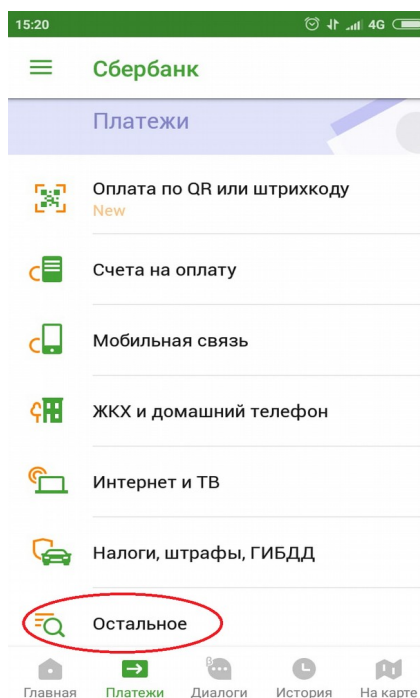 15:20 4G
Сбербанк
Платежи
Оплата по QR или штрихкоду
New
Счета на оплату
Мобильная связь
ЖКХ и домашний телефон
Интернет и ТВ
Налоги, штрафы, ГИБДД
Остальное
Главная Платежи Диалоги История На карте